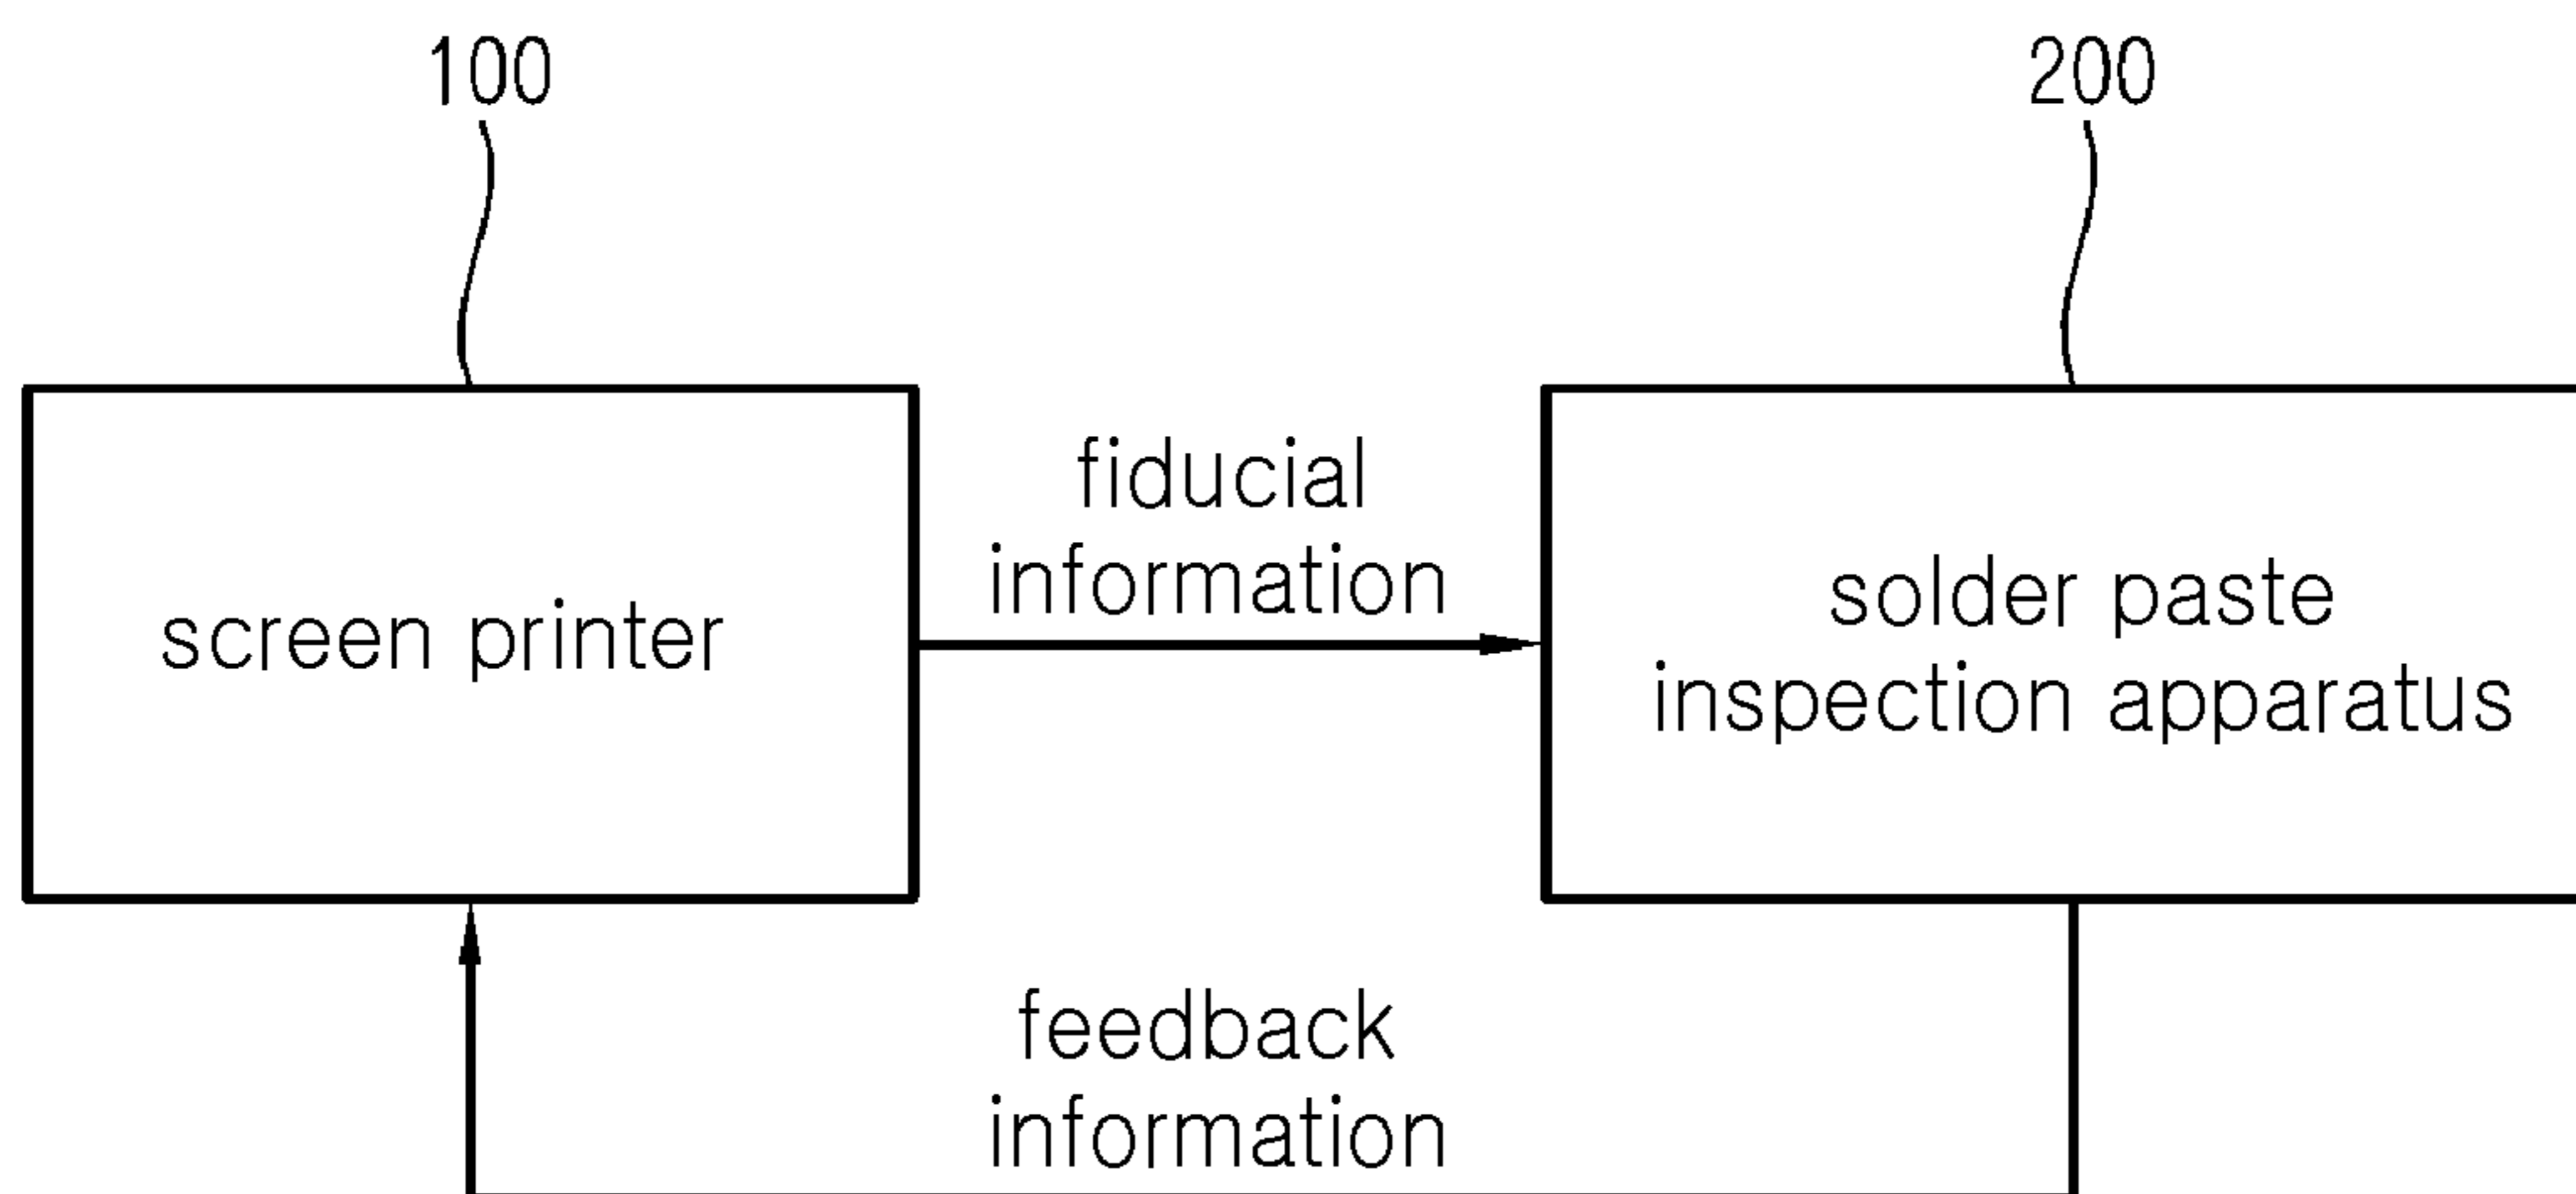 100
200
screen printer
fiducial
information
solder paste
inspection apparatus
feedback
information